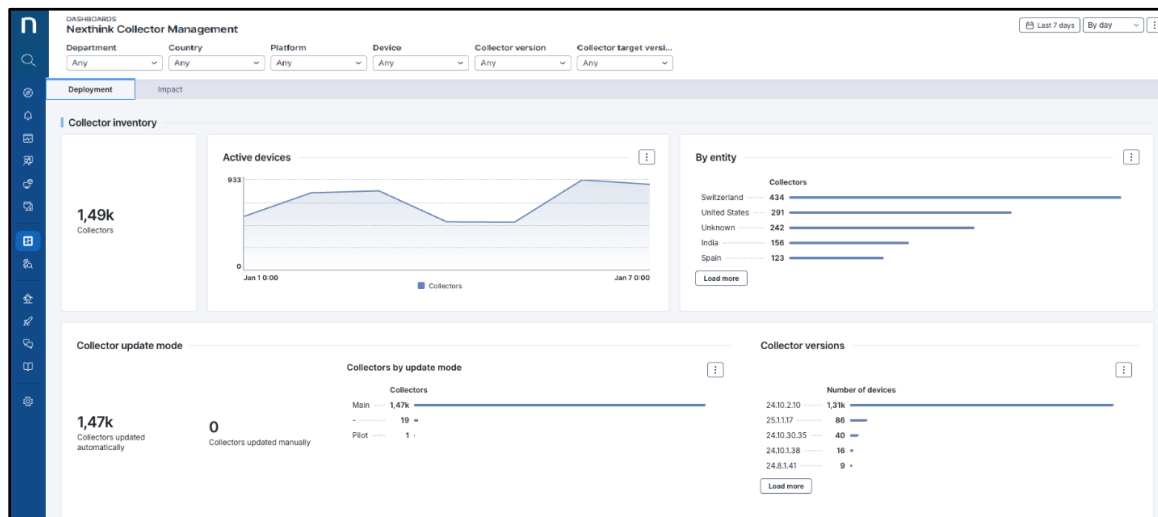 n
DASHBOARDS
Nexthink Collector Management
Last 7 days By day
Department Country Platform Device Collector version Collector target versi...
Any Any Any Any Any Any
Deployment Impact
Collector inventory
1,49k
Collectors
Active devices
933
0
Jan 1 0:00 Jan 7 0:00
Collectors
By entity
Collectors
Switzerland 434
United States 291
Unknown 242
India 156
Spain 123
Load more
Collector update mode
1,47k
Collectors updated
automatically
0
Collectors updated manually
Collectors by update mode
Collectors
Main 1,47k
- 19
Pilot 1
Collector versions
Number of devices
24.10.2.10 1,31k
25.1.1.17 86
24.10.30.35 40
24.10.1.38 16
24.8.1.41 9
Load more